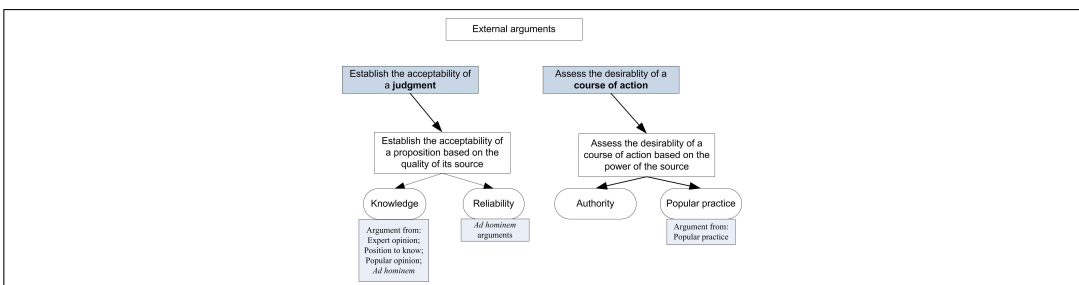 External arguments
Establish the acceptability of
a judgment
Assess the desirablity of a
course of action
Establish the acceptability of
a proposition based on the
quality of its source
Assess the desirability of a
course of action based on the
power of the source
Knowledge
Reliability
Authority
Popular practice
Argument from:
Expert opinion;
Position to know;
Popular opinion;
Ad hominem
Ad hominem
arguments
Argument from:
Popular practice